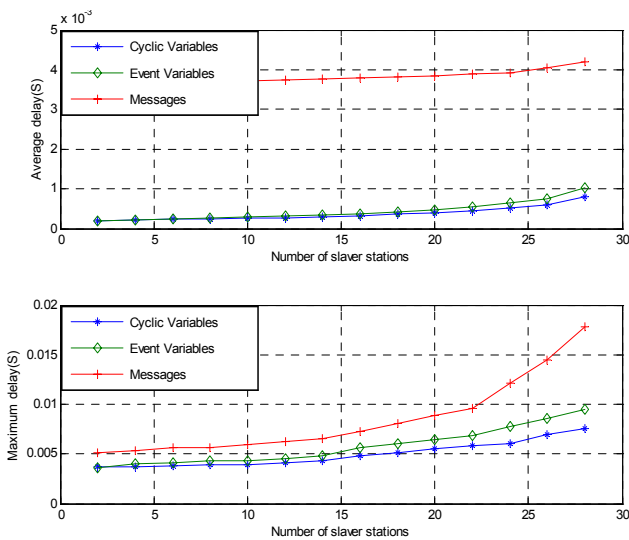 5 x 10⁻³
4
3
2
1
0
Average delay(S)
Cyclic Variables
Event Variables
Messages
0 5 10 15 20 25 30
Number of slaver stations
0.02
0.015
0.01
0.005
0
Maximum delay(S)
Cyclic Variables
Event Variables
Messages
0 5 10 15 20 25 30
Number of slaver stations